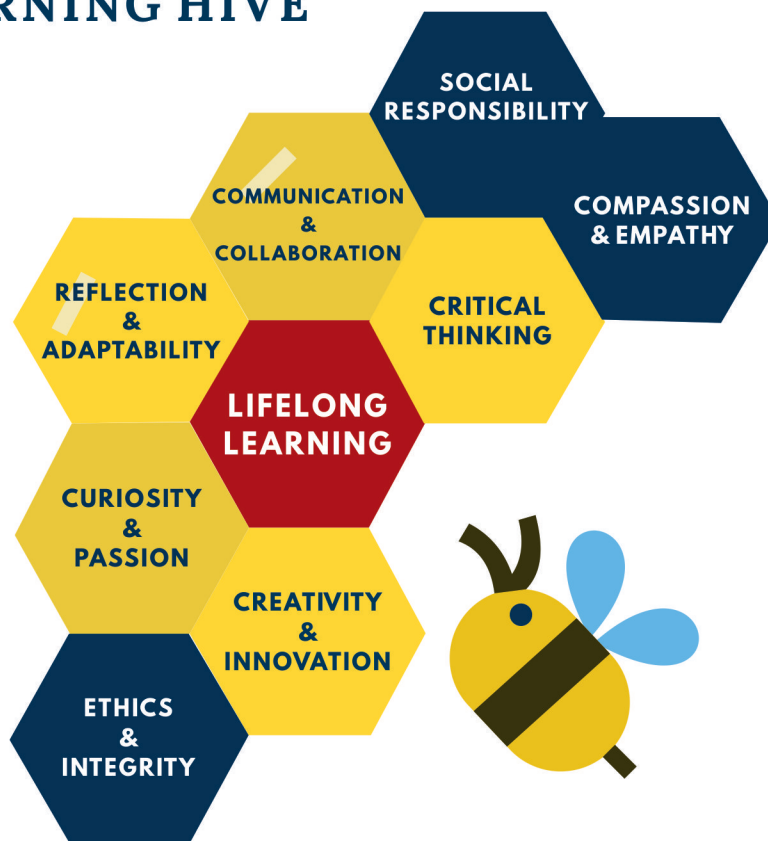 RNING HIVE
SOCIAL
RESPONSIBILITY
COMPASSION
& EMPATHY
COMMUNICATION
&
COLLABORATION
REFLECTION
&
ADAPTABILITY
CRITICAL
THINKING
LIFELONG
LEARNING
CURIOSITY
&
PASSION
CREATIVITY
&
INNOVATION
ETHICS
&
INTEGRITY